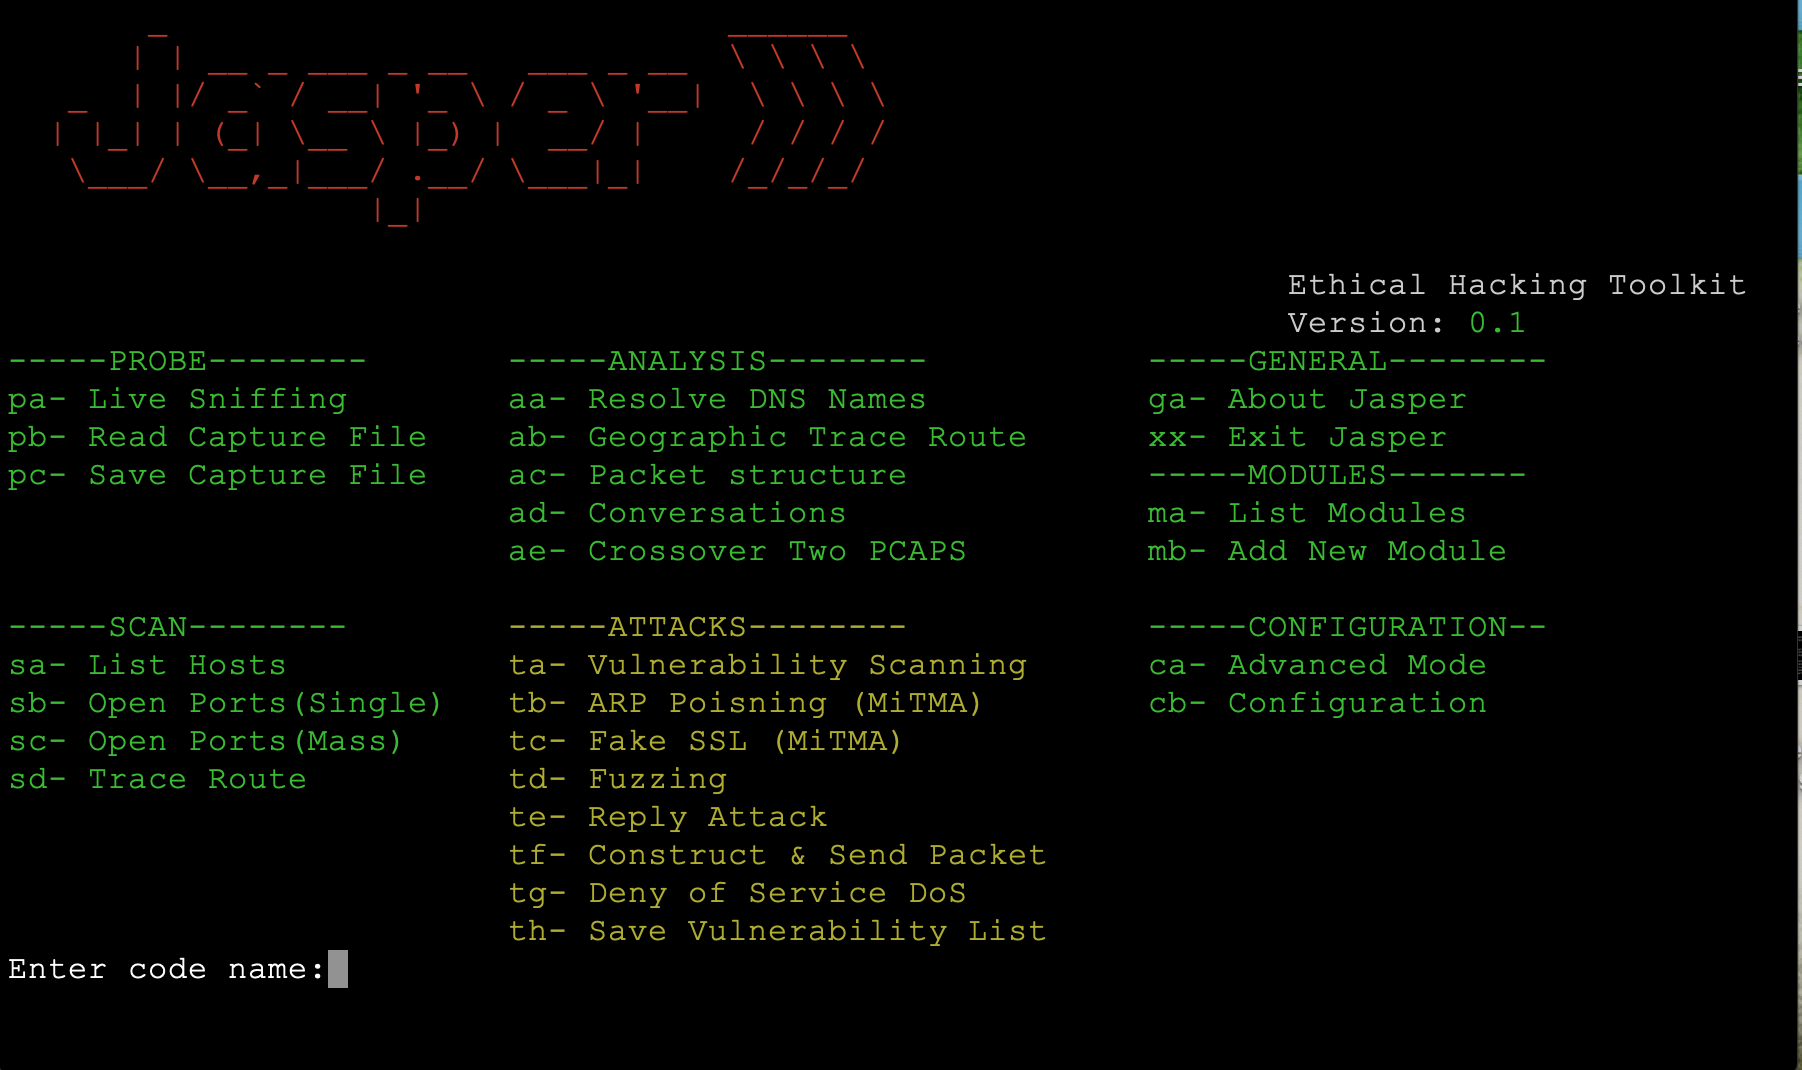 Jasper
Ethical Hacking Toolkit
Version: 0.1
-----PROBE-------- -----ANALYSIS-------- -----GENERAL--------
pa- Live Sniffing aa- Resolve DNS Names ga- About Jasper
pb- Read Capture File ab- Geographic Trace Route xx- Exit Jasper
pc- Save Capture File ac- Packet structure -----MODULES-------
ad- Conversations ma- List Modules
ae- Crossover Two PCAPS mb- Add New Module
-----SCAN-------- -----ATTACKS-------- -----CONFIGURATION--
sa- List Hosts ta- Vulnerability Scanning ca- Advanced Mode
sb- Open Ports(Single) tb- ARP Poisning (MiTMA) cb- Configuration
sc- Open Ports(Mass) tc- Fake SSL (MiTMA)
sd- Trace Route td- Fuzzing
te- Reply Attack
tf- Construct & Send Packet
tg- Deny of Service DoS
th- Save Vulnerability List
Enter code name: